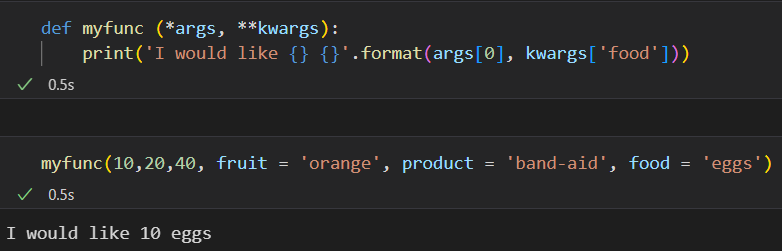 def myfunc (*args, **kwargs):
    print('I would like {} {}'.format(args[0], kwargs['food']))
✓ 0.5s
myfunc(10,20,40, fruit = 'orange', product = 'band-aid', food = 'eggs')
✓ 0.5s
I would like 10 eggs